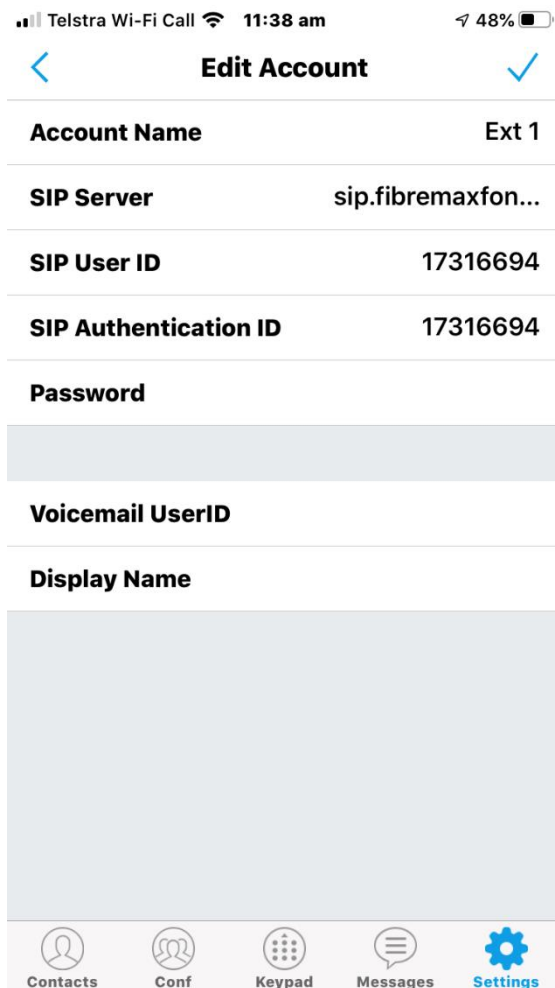 Telstra Wi-Fi Call 11:38 am 48%
Edit Account
Account Name Ext 1
SIP Server sip.fibremaxfon...
SIP User ID 17316694
SIP Authentication ID 17316694
Password
Voicemail UserID
Display Name
Contacts Conf Keypad Messages Settings